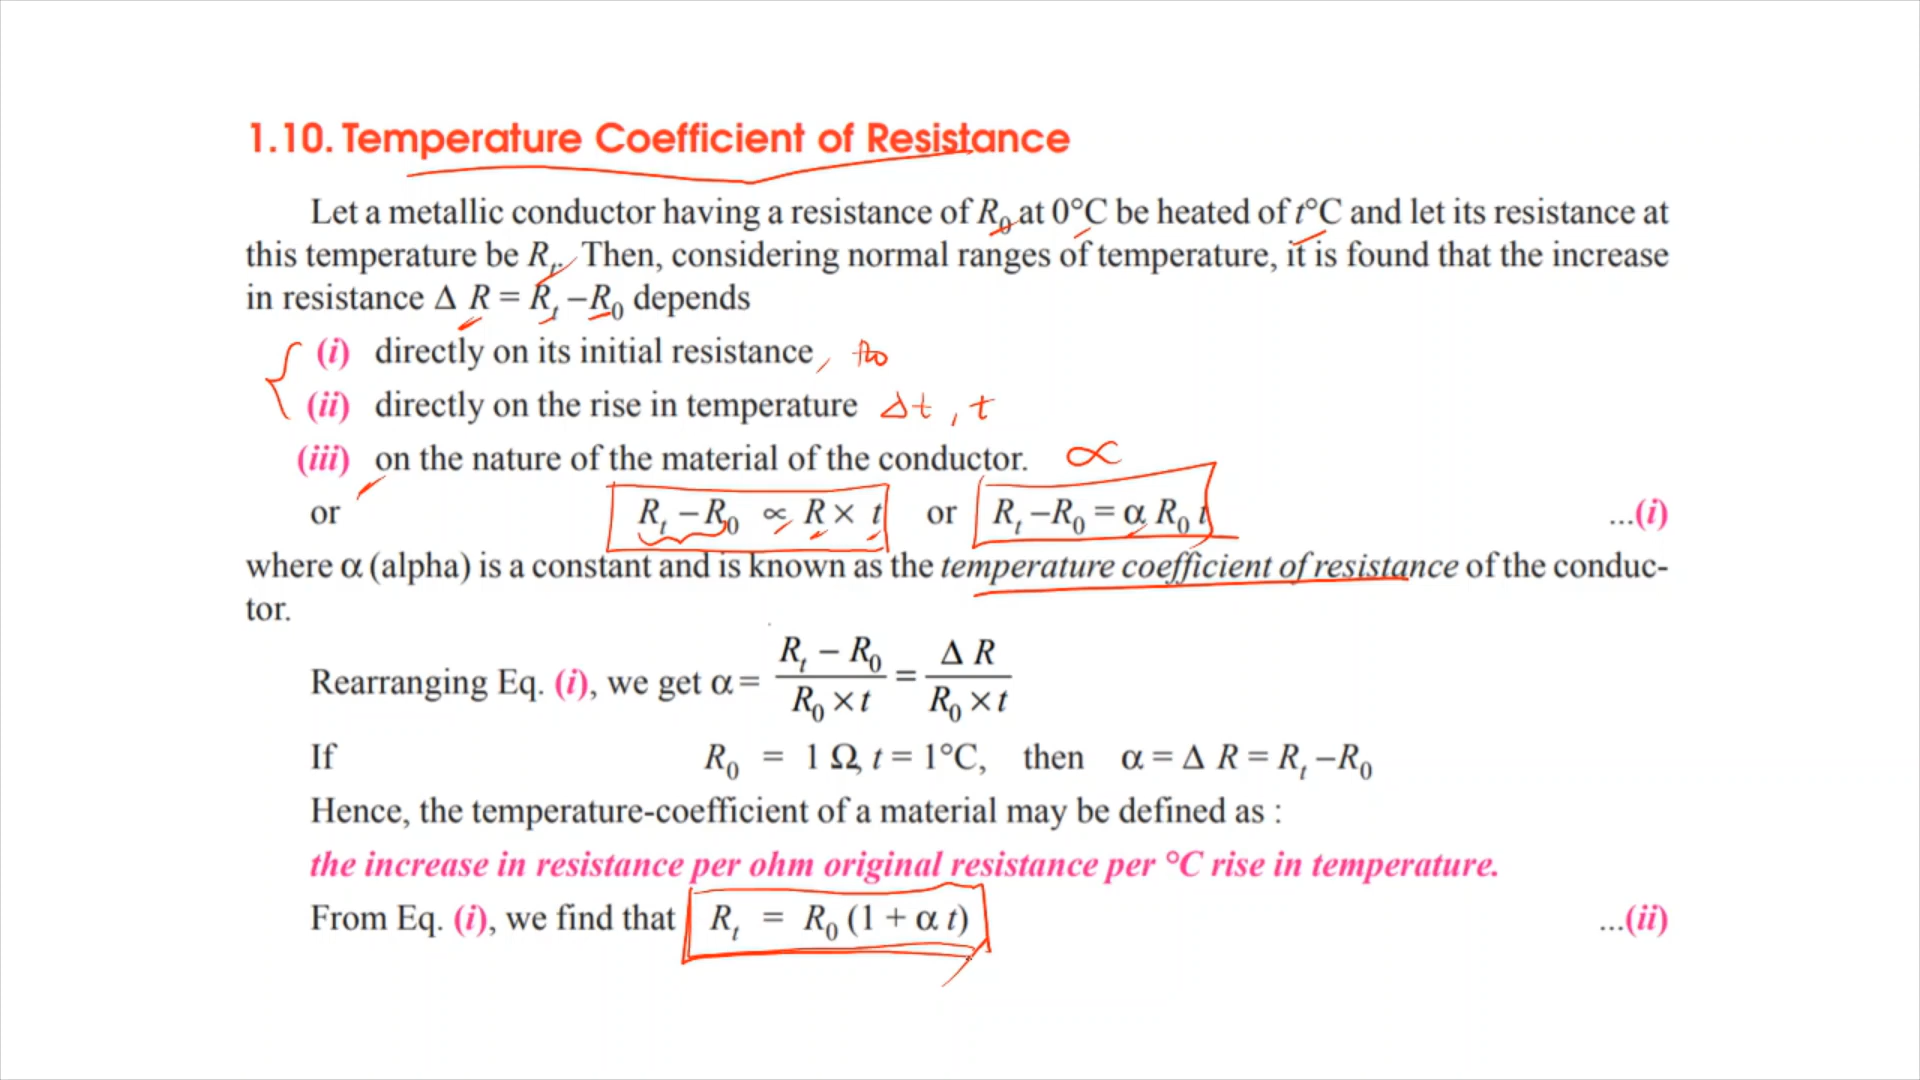 1.10. Temperature Coefficient of Resistance
Let a metallic conductor having a resistance of R₀ at 0°C be heated of t°C and let its resistance at
this temperature be Rₜ. Then, considering normal ranges of temperature, it is found that the increase
in resistance Δ R = Rₜ −R₀ depends
(i) directly on its initial resistance, R₀
(ii) directly on the rise in temperature Δt, t
(iii) on the nature of the material of the conductor. ∝
or Rₜ − R₀ ∝ R × t or Rₜ −R₀ = α R₀ t ...(i)
where α (alpha) is a constant and is known as the temperature coefficient of resistance of the conduc-
tor.
Rearranging Eq. (i), we get α = (Rₜ − R₀)/(R₀ × t) = Δ R/(R₀ × t)
If R₀ = 1 Ω, t = 1°C, then α = Δ R = Rₜ −R₀
Hence, the temperature-coefficient of a material may be defined as :
the increase in resistance per ohm original resistance per °C rise in temperature.
From Eq. (i), we find that Rₜ = R₀ (1 + α t) ...(ii)